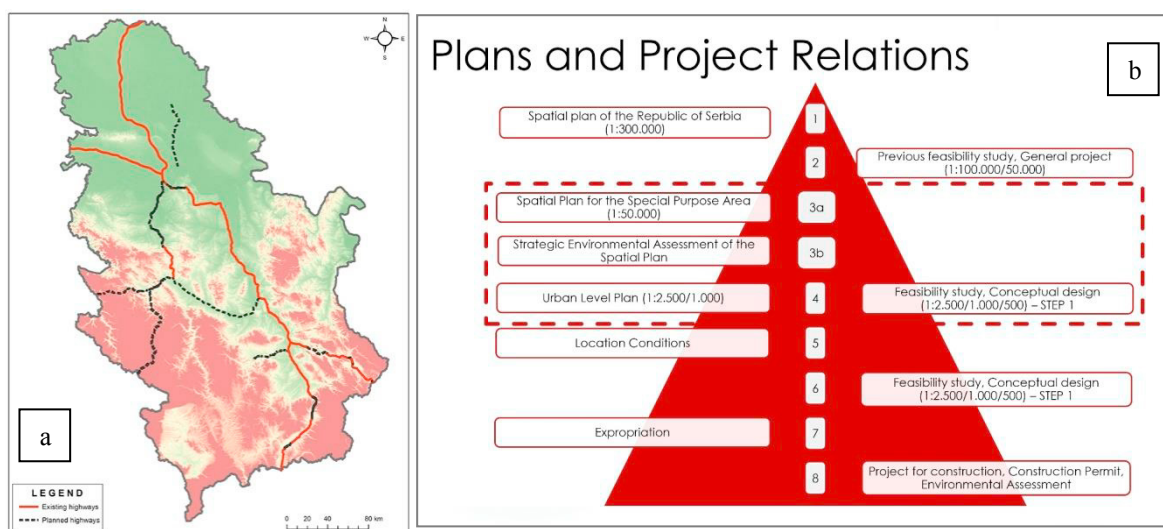 N
W
E
S
a
LEGEND
Existing highways
Planned highways
0
20
40
80 km
Plans and Project Relations
b
Spatial plan of the Republic of Serbia
(1:300.000)
1
2
Previous feasibility study, General project
(1:100.000/50.000)
Spatial Plan for the Special Purpose Area
(1:50.000)
3a
Strategic Environmental Assessment of the
Spatial Plan
3b
Urban Level Plan (1:2.500/1.000)
4
Feasibility study, Conceptual design
(1:2.500/1.000/500) – STEP 1
Location Conditions
5
6
Feasibility study, Conceptual design
(1:2.500/1.000/500) – STEP 1
Expropriation
7
8
Project for construction, Construction Permit,
Environmental Assessment